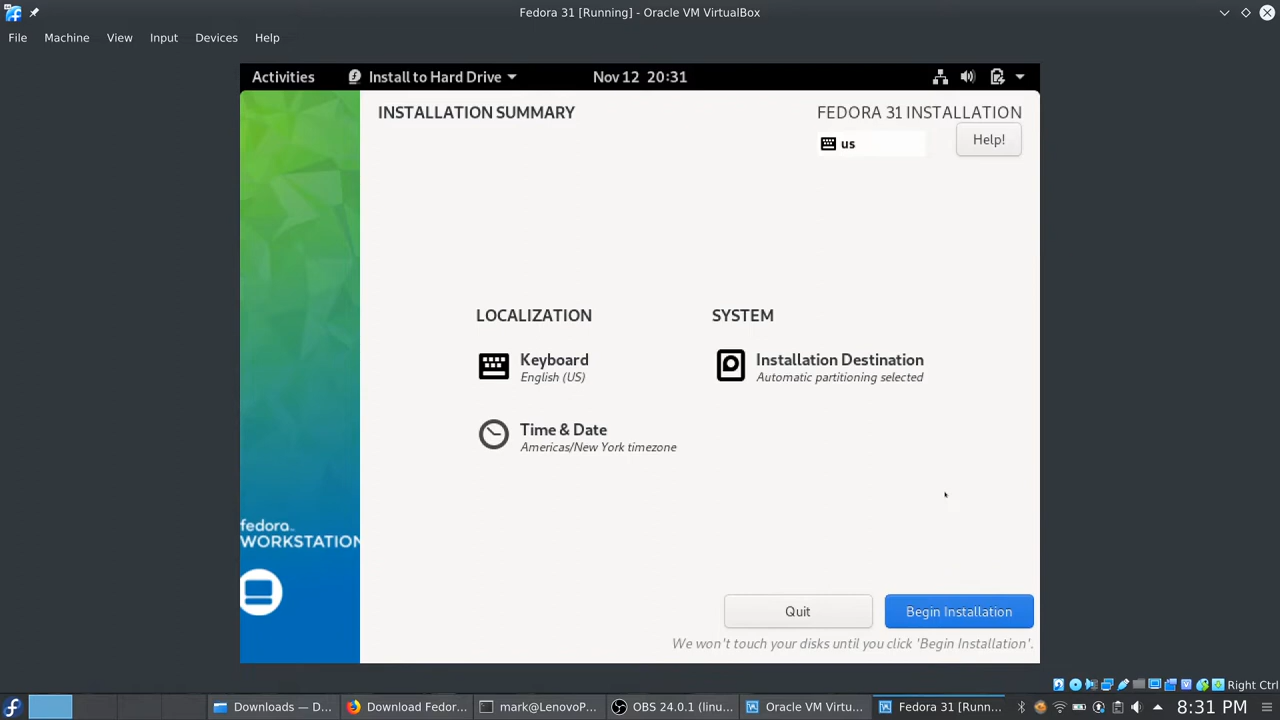 Fedora 31 [Running] - Oracle VM VirtualBox
File Machine View Input Devices Help
Activities Install to Hard Drive Nov 12 20:31
INSTALLATION SUMMARY
FEDORA 31 INSTALLATION
us
Help!
LOCALIZATION
Keyboard
English (US)
Time & Date
Americas/New York timezone
SYSTEM
Installation Destination
Automatic partitioning selected
fedora
WORKSTATION
Quit
Begin Installation
We won't touch your disks until you click 'Begin Installation'.
Right Ctrl
Downloads — D... Download Fedor... mark@LenovoP... OBS 24.0.1 (linu... Oracle VM Virtu... Fedora 31 [Runn... 8:31 PM